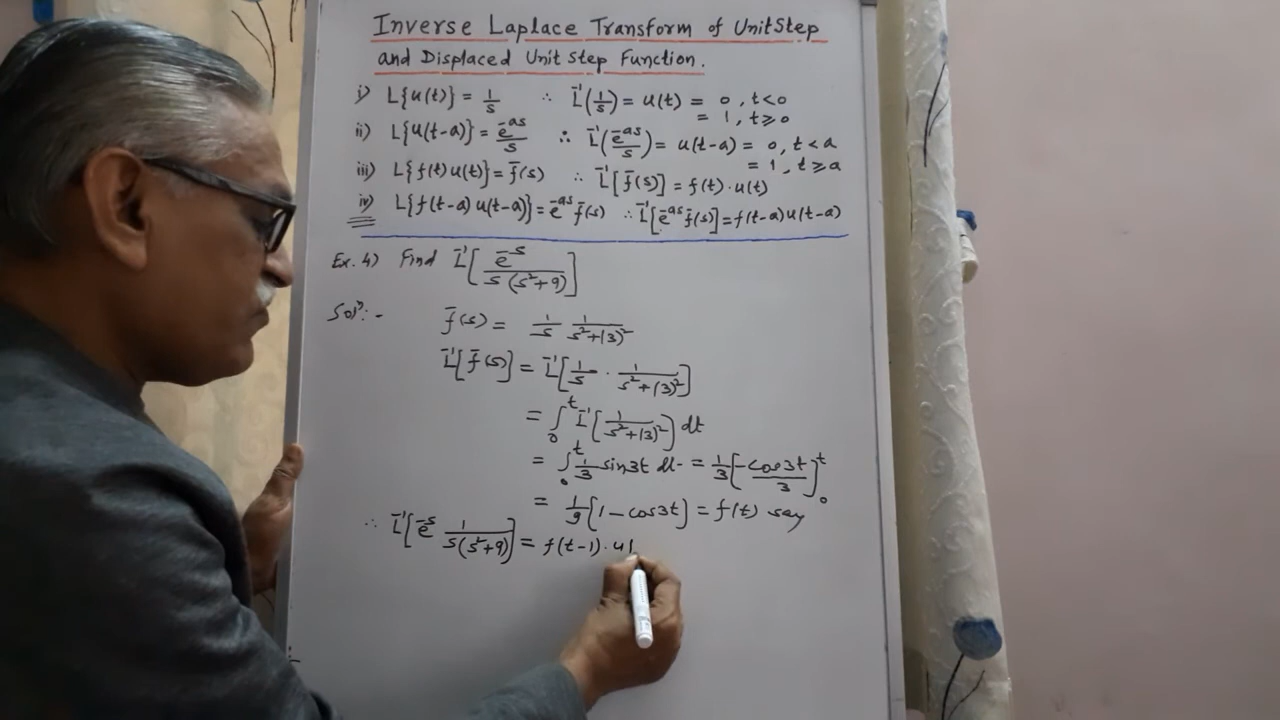 Inverse Laplace Transform of Unit Step
and Displaced Unit Step Function.
i) L{u(t)} = 1/s ∴ L⁻¹(1/s) = u(t) = 0, t<0
= 1, t≥0
ii) L{u(t-a)} = e⁻ᵃˢ/s ∴ L⁻¹(e⁻ᵃˢ/s) = u(t-a) = 0, t<a
= 1, t≥a
iii) L{f(t)u(t)} = f̄(s) ∴ L⁻¹[f̄(s)] = f(t)·u(t)
iv) L{f(t-a)u(t-a)} = e⁻ᵃˢ f̄(s) ∴ L⁻¹[e⁻ᵃˢ f̄(s)] = f(t-a)u(t-a)
Ex. 4) Find L⁻¹[e⁻ˢ/s(s²+9)]
Solⁿ:- f̄(s) = 1/s 1/s²+(3)²
L⁻¹[f̄(s)] = L⁻¹[1/s · 1/s²+(3)²]
= ∫₀ᵗ L⁻¹[1/s²+(3)²] dt
= ∫₀ᵗ 1/3 sin3t dt = 1/3[-cos3t/3]₀ᵗ
= 1/9[1-cos3t] = f(t) say
∴ L⁻¹[e⁻ˢ 1/s(s²+9)] = f(t-1)·u(